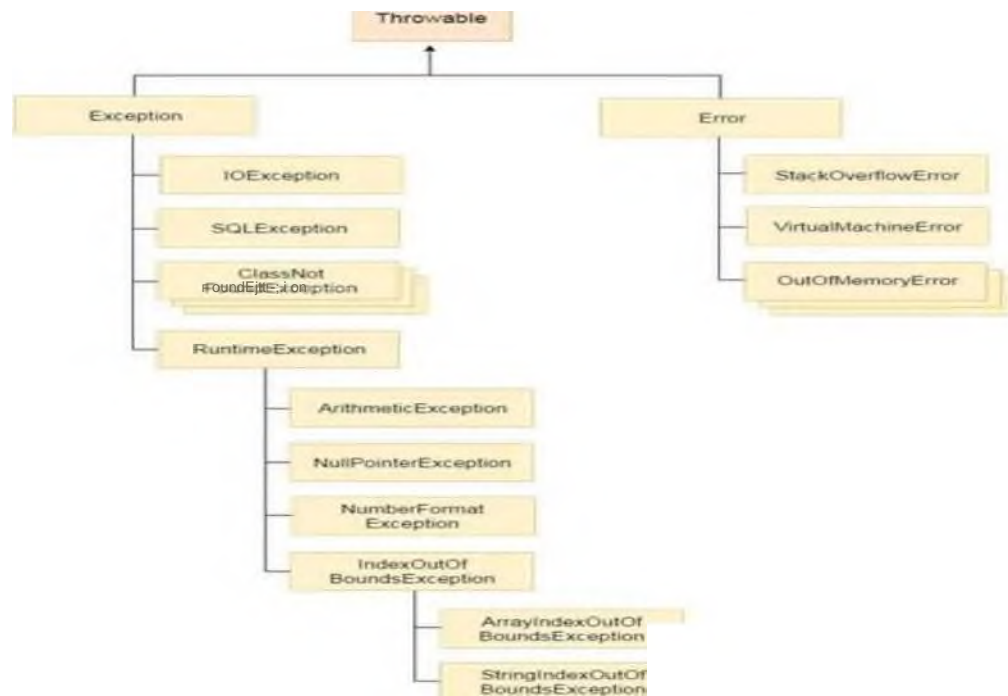 Throwable
Exception
Error
IOException
StackOverflowError
SQLException
VirtualMachineError
ClassNot
OutOfMemoryError
RuntimeException
ArithmeticException
NullPointerException
NumberFormat
Exception
IndexOutOf
BoundsException
ArrayIndexOutOf
BoundsException
StringIndexOutOf
BoundsException